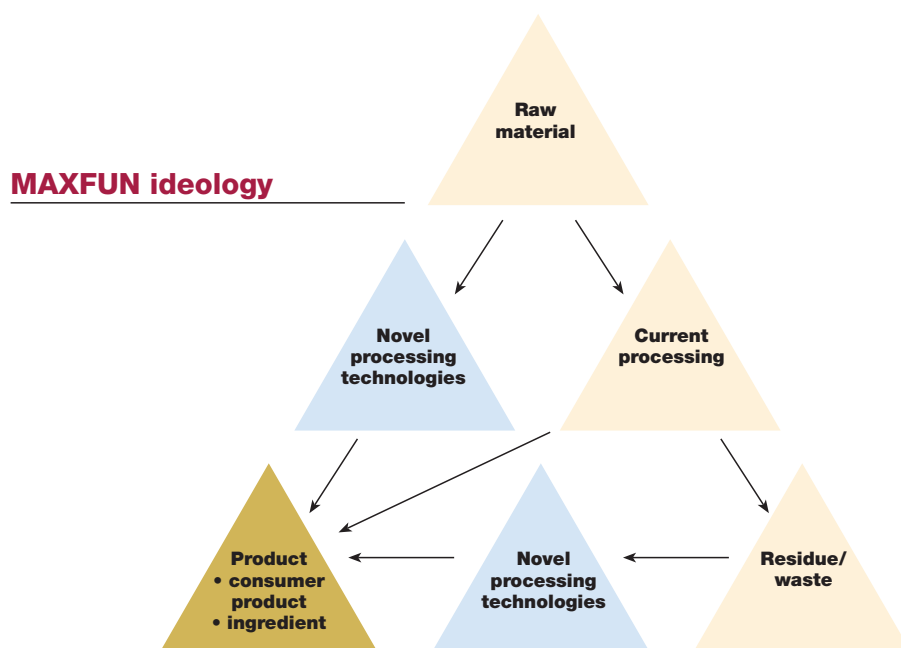 Raw
material
MAXFUN ideology
Novel
processing
technologies
Current
processing
Product
• consumer
product
• ingredient
Novel
processing
technologies
Residue/
waste